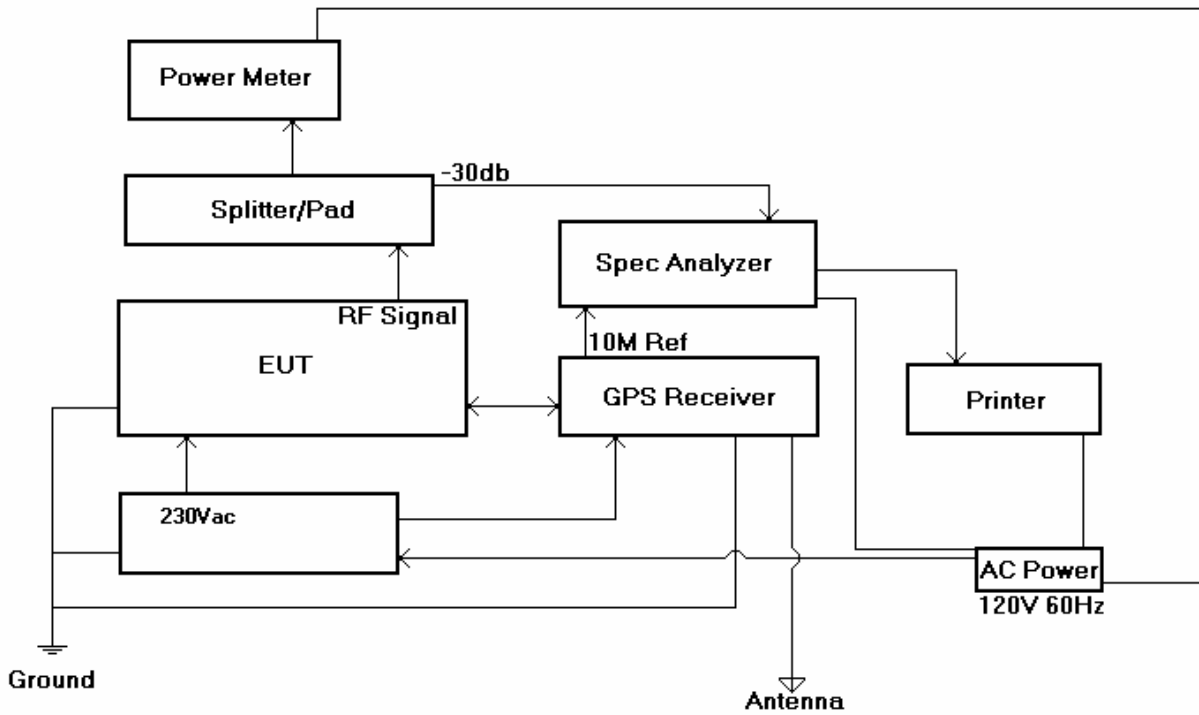 Power Meter
-30db
Splitter/Pad
Spec Analyzer
RF Signal
10M Ref
EUT
GPS Receiver
Printer
230Vac
AC Power
120V 60Hz
Ground
Antenna